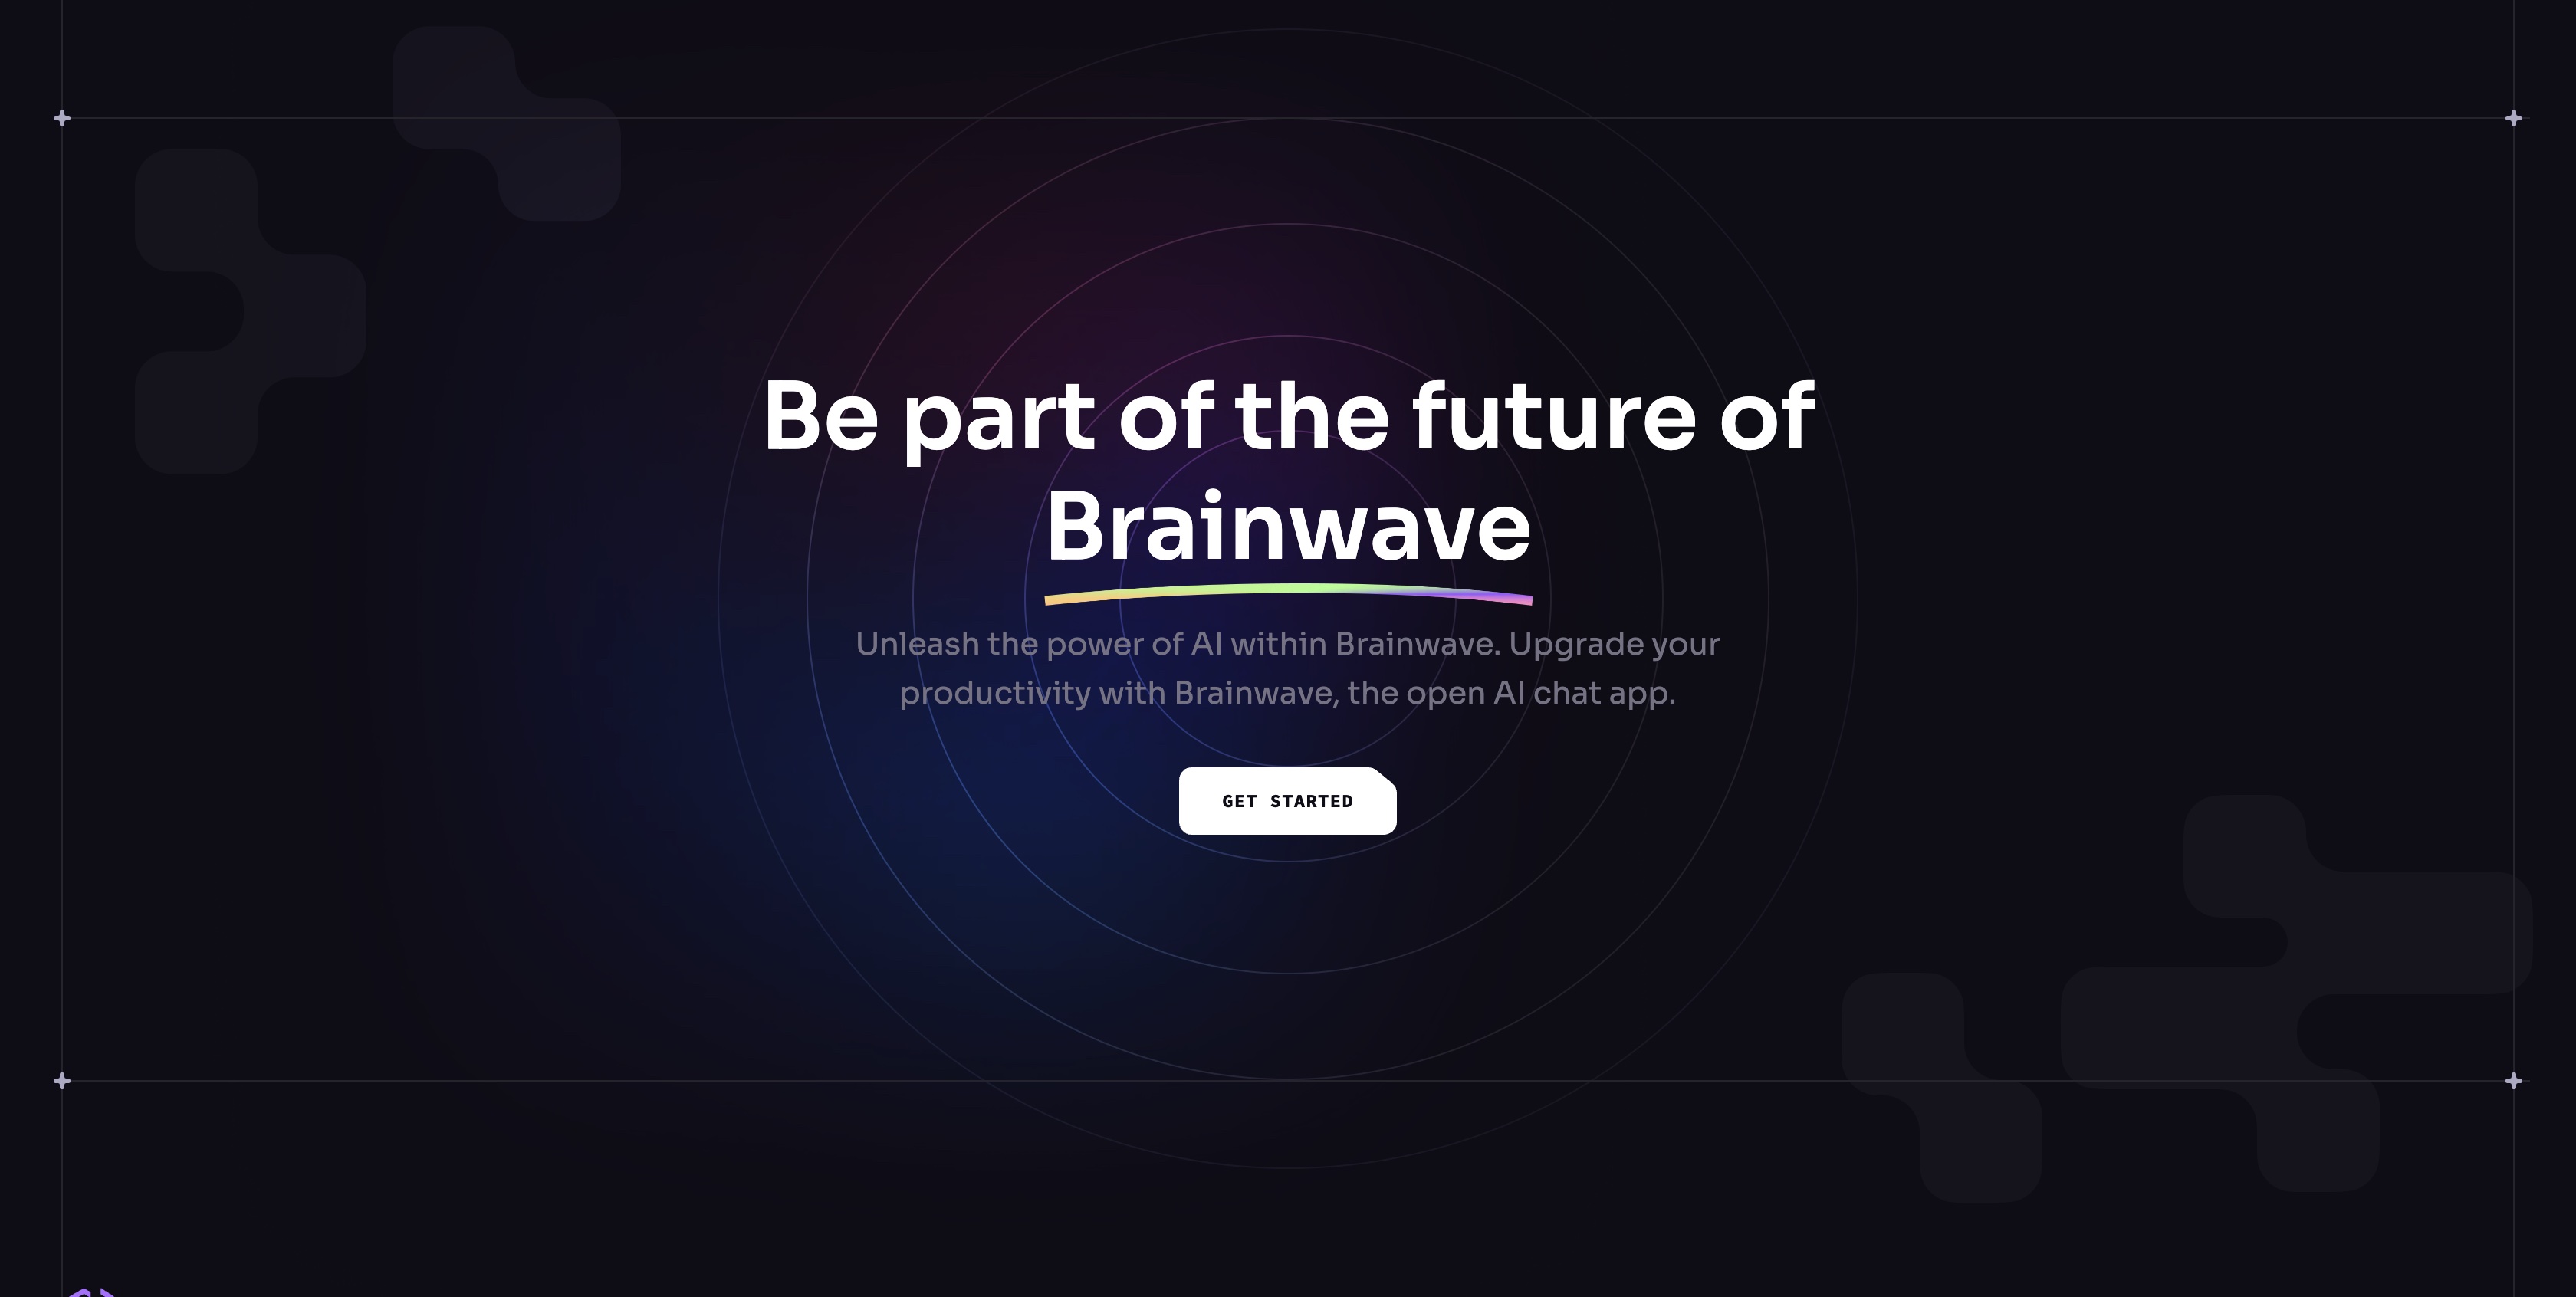 Be part of the future of
Brainwave
Unleash the power of AI within Brainwave. Upgrade your
productivity with Brainwave, the open AI chat app.
GET STARTED